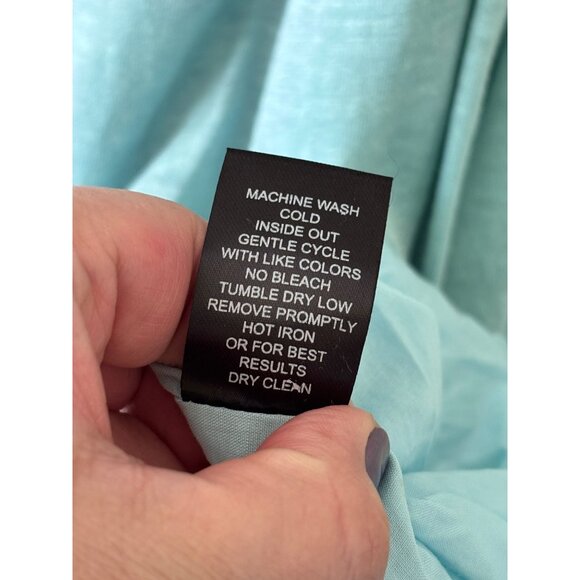 MACHINE WASH
COLD
INSIDE OUT
GENTLE CYCLE
WITH LIKE COLORS
NO BLEACH
TUMBLE DRY LOW
REMOVE PROMPTLY
HOT IRON
OR FOR BEST
RESULTS
DRY CLEAN